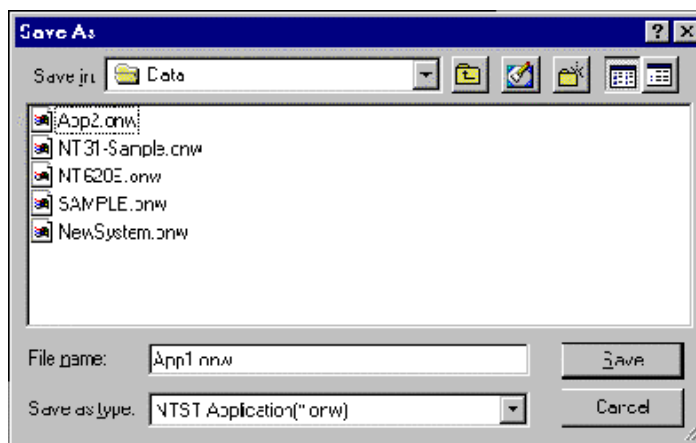 Save As
Save in: Data
App2.onw
NT31-Sample.onw
NT620E.onw
SAMPLE.onw
NewSystem.onw
File name: App1.onw Save
Save as type: NTST Application(*.onw) Cancel